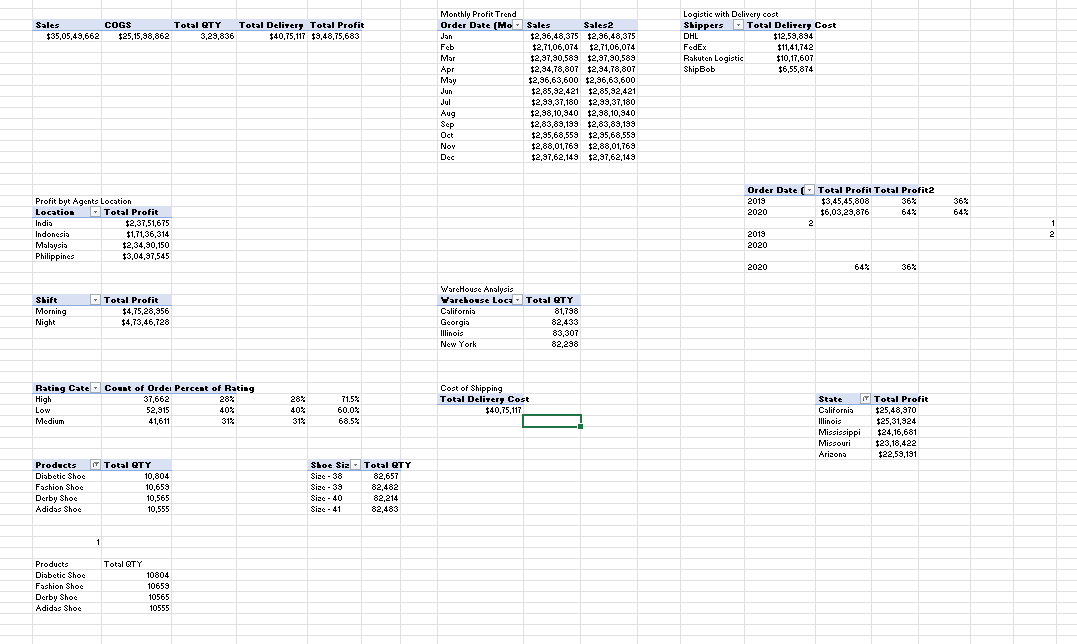 Monthly Profit Trend Logistic with Delivery cost
Sales COGS Total QTY Total Delivery Total Profit Order Date (Mo Sales Sales2 Shippers Total Delivery Cost
$35,05,49,662 $25,15,98,862 3,29,836 $40,75,117 $9,48,75,683 Jan $2,96,48,375 $2,96,48,375 DHL $12,59,894
Feb $2,71,06,074 $2,71,06,074 FedEx $11,41,742
Mar $2,97,90,589 $2,97,90,589 Rakuten Logistic $10,17,607
Apr $2,94,78,807 $2,94,78,807 ShipBob $6,55,874
May $2,96,63,600 $2,96,63,600
Jun $2,85,92,421 $2,85,92,421
Jul $2,99,37,180 $2,99,37,180
Aug $2,98,10,940 $2,98,10,940
Sep $2,83,89,199 $2,83,89,199
Oct $2,95,68,559 $2,95,68,559
Nov $2,88,01,769 $2,88,01,769
Dec $2,97,62,149 $2,97,62,149
Order Date ( Total Profit Total Profit2
Profit byt Agents Location 2019 $3,45,45,808 36% 36%
Location Total Profit 2020 $6,03,29,876 64% 64%
India $2,37,51,675 2 1
Indonesia $1,71,36,314 2019 2
Malaysia $2,34,90,150 2020
Philippines $3,04,97,545
2020 64% 36%
WareHouse Analysis
Shift Total Profit Warehouse Loca Total QTY
Morning $4,75,28,956 California 81,798
Night $4,73,46,728 Georgia 82,433
Illinois 83,307
New York 82,298
Rating Cate Count of Orde Percent of Rating Cost of Shipping
High 37,662 28% 28% 71.5% Total Delivery Cost State Total Profit
Low 52,915 40% 40% 60.0% $40,75,117 California $25,48,970
Medium 41,611 31% 31% 68.5% Illinois $25,31,924
Mississippi $24,16,681
Missouri $23,18,422
Arizona $22,59,191
Products Total QTY Shoe Siz Total QTY
Diabetic Shoe 10,804 Size - 38 82,657
Fashion Shoe 10,659 Size - 39 82,482
Derby Shoe 10,565 Size - 40 82,214
Adidas Shoe 10,555 Size - 41 82,483
1
Products Total QTY
Diabetic Shoe 10804
Fashion Shoe 10659
Derby Shoe 10565
Adidas Shoe 10555